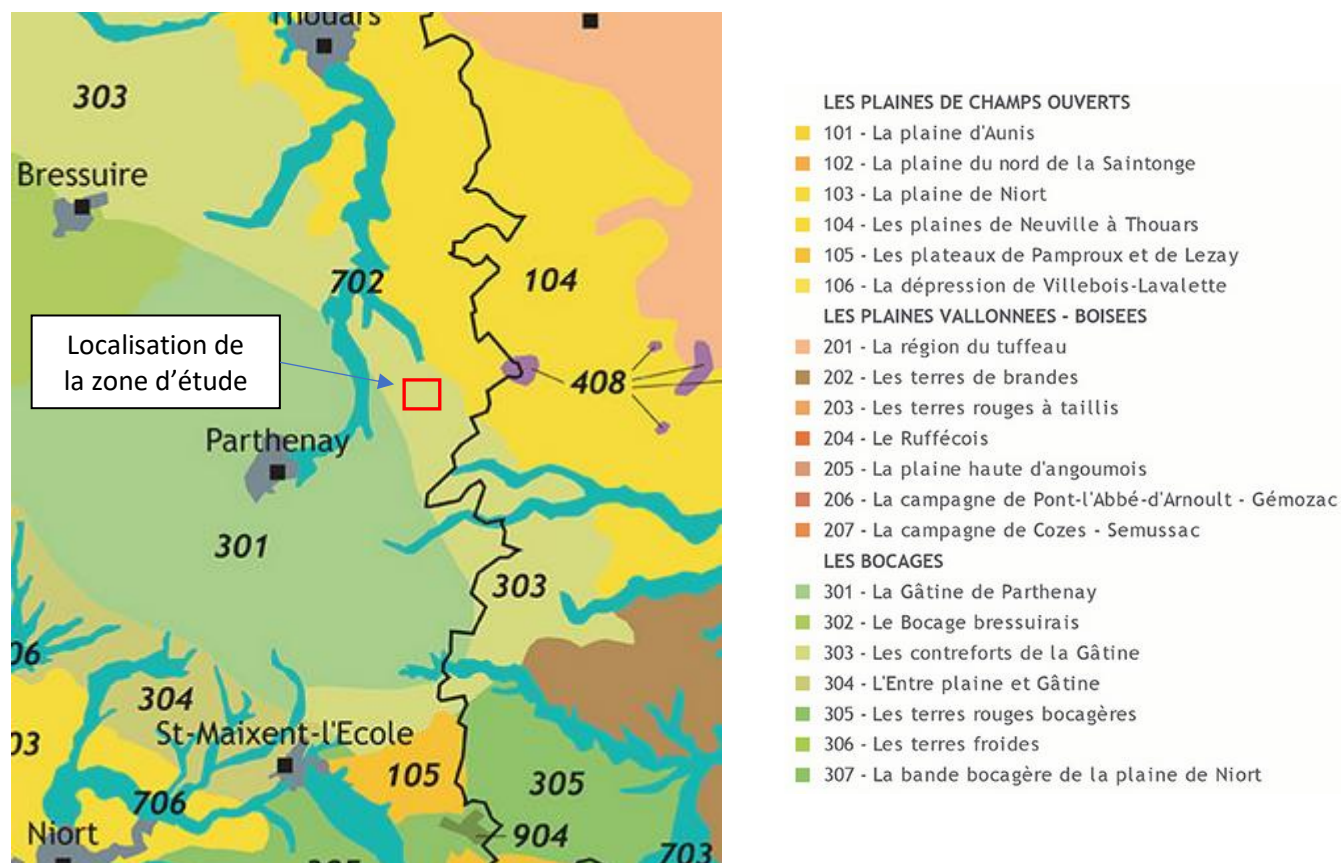 Thouars
303
Bressuire
702
104
Localisation de
la zone d'étude
408
Parthenay
301
303
06
304
03
St-Maixent-l'Ecole
105
305
706
Niort
904
703
LES PLAINES DE CHAMPS OUVERTS
101 - La plaine d'Aunis
102 - La plaine du nord de la Saintonge
103 - La plaine de Niort
104 - Les plaines de Neuville à Thouars
105 - Les plateaux de Pamproux et de Lezay
106 - La dépression de Villebois-Lavalette
LES PLAINES VALLONNEES - BOISEES
201 - La région du tuffeau
202 - Les terres de brandes
203 - Les terres rouges à taillis
204 - Le Ruffécois
205 - La plaine haute d'angoumois
206 - La campagne de Pont-l'Abbé-d'Arnoult - Gémozac
207 - La campagne de Cozes - Semussac
LES BOCAGES
301 - La Gâtine de Parthenay
302 - Le Bocage bressuirais
303 - Les contreforts de la Gâtine
304 - L'Entre plaine et Gâtine
305 - Les terres rouges bocagères
306 - Les terres froides
307 - La bande bocagère de la plaine de Niort